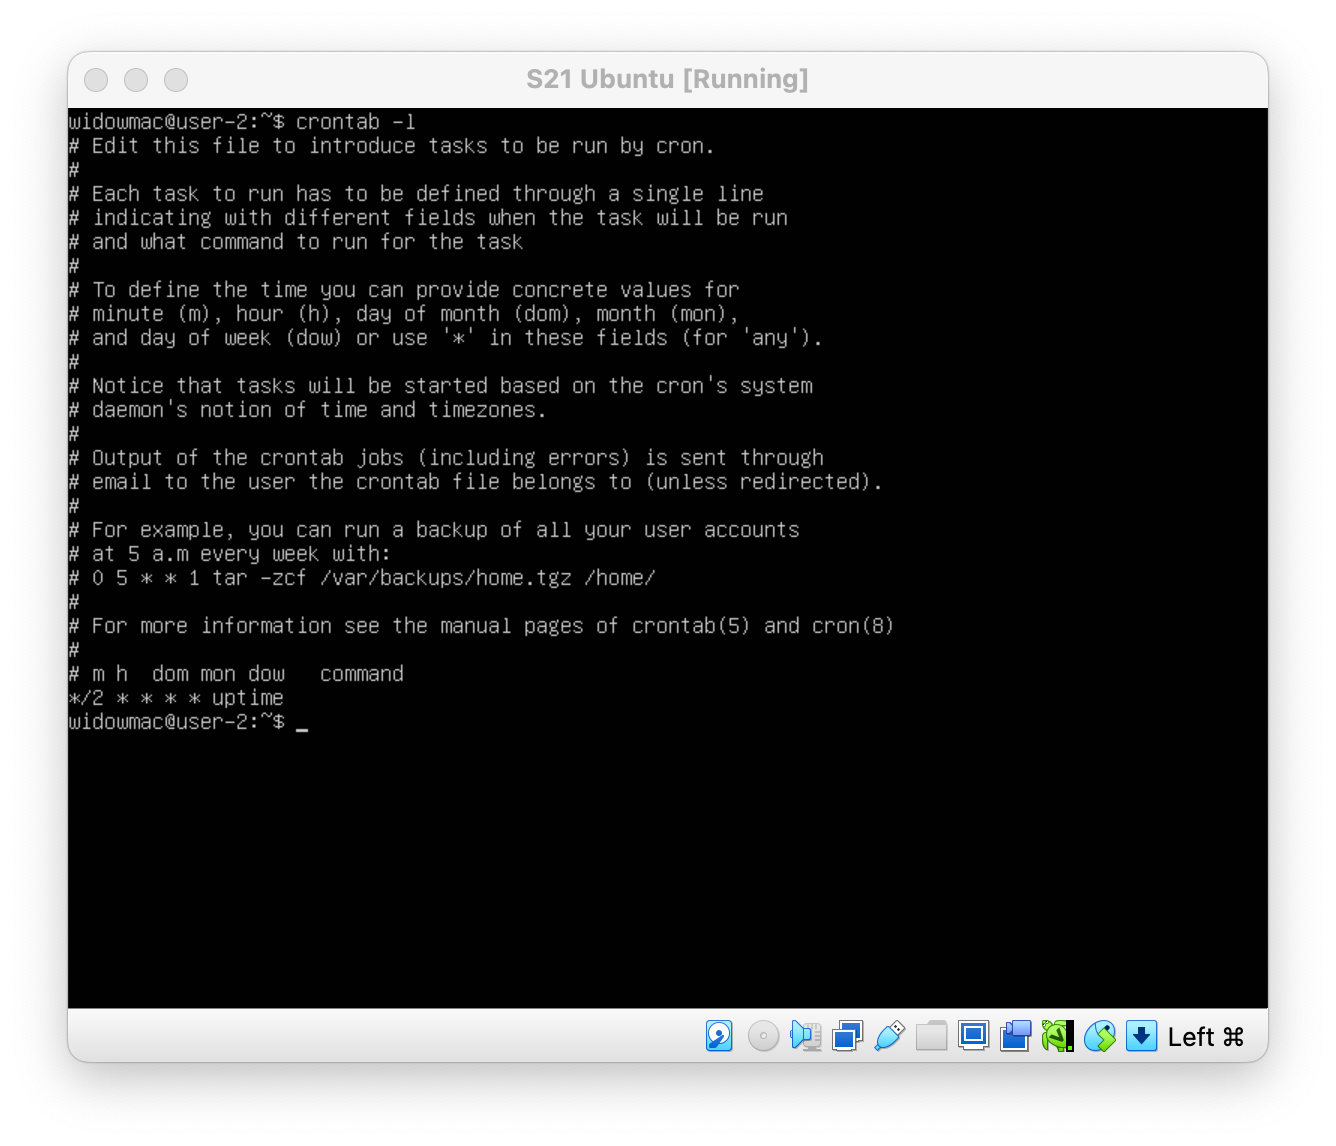 S21 Ubuntu [Running]
widowmac@user-2:~$ crontab -l
# Edit this file to introduce tasks to be run by cron.
#
# Each task to run has to be defined through a single line
# indicating with different fields when the task will be run
# and what command to run for the task
#
# To define the time you can provide concrete values for
# minute (m), hour (h), day of month (dom), month (mon),
# and day of week (dow) or use '*' in these fields (for 'any').
#
# Notice that tasks will be started based on the cron's system
# daemon's notion of time and timezones.
#
# Output of the crontab jobs (including errors) is sent through
# email to the user the crontab file belongs to (unless redirected).
#
# For example, you can run a backup of all your user accounts
# at 5 a.m every week with:
# 0 5 * * 1 tar -zcf /var/backups/home.tgz /home/
#
# For more information see the manual pages of crontab(5) and cron(8)
#
# m h  dom mon dow   command
*/2 * * * * uptime
widowmac@user-2:~$ _
Left ⌘